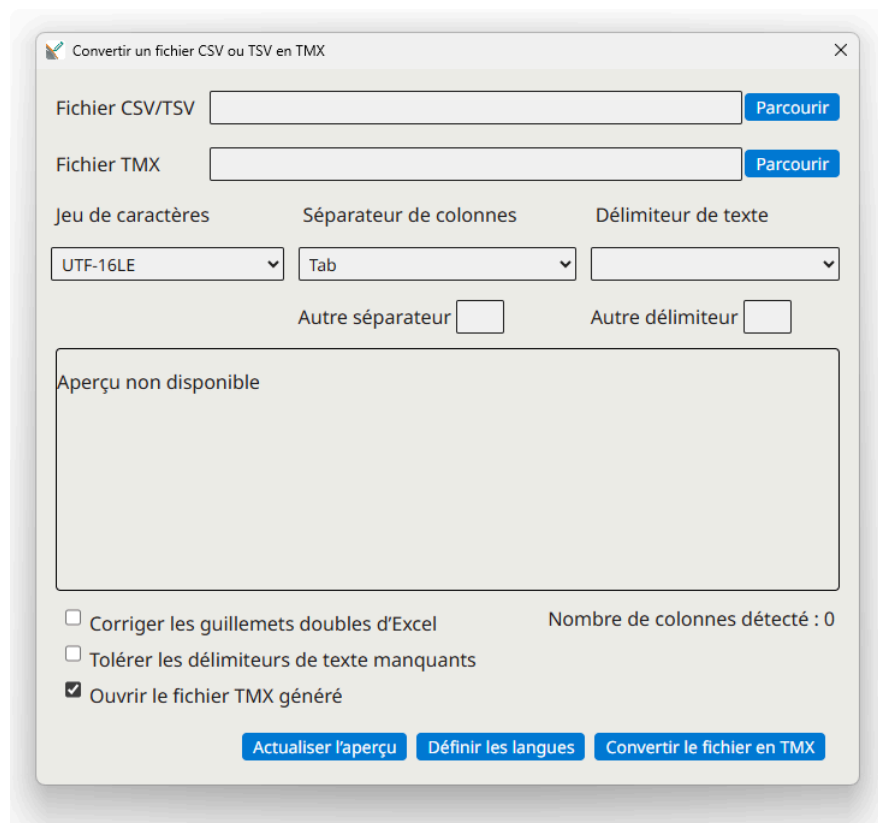 Convertir un fichier CSV ou TSV en TMX
Fichier CSV/TSV
Parcourir
Fichier TMX
Parcourir
Jeu de caractères
Séparateur de colonnes
Délimiteur de texte
UTF-16LE
Tab
Autre séparateur
Autre délimiteur
Aperçu non disponible
Corriger les guillemets doubles d’Excel
Nombre de colonnes détecté : 0
Tolérer les délimiteurs de texte manquants
Ouvrir le fichier TMX généré
Actualiser l’aperçu
Définir les langues
Convertir le fichier en TMX